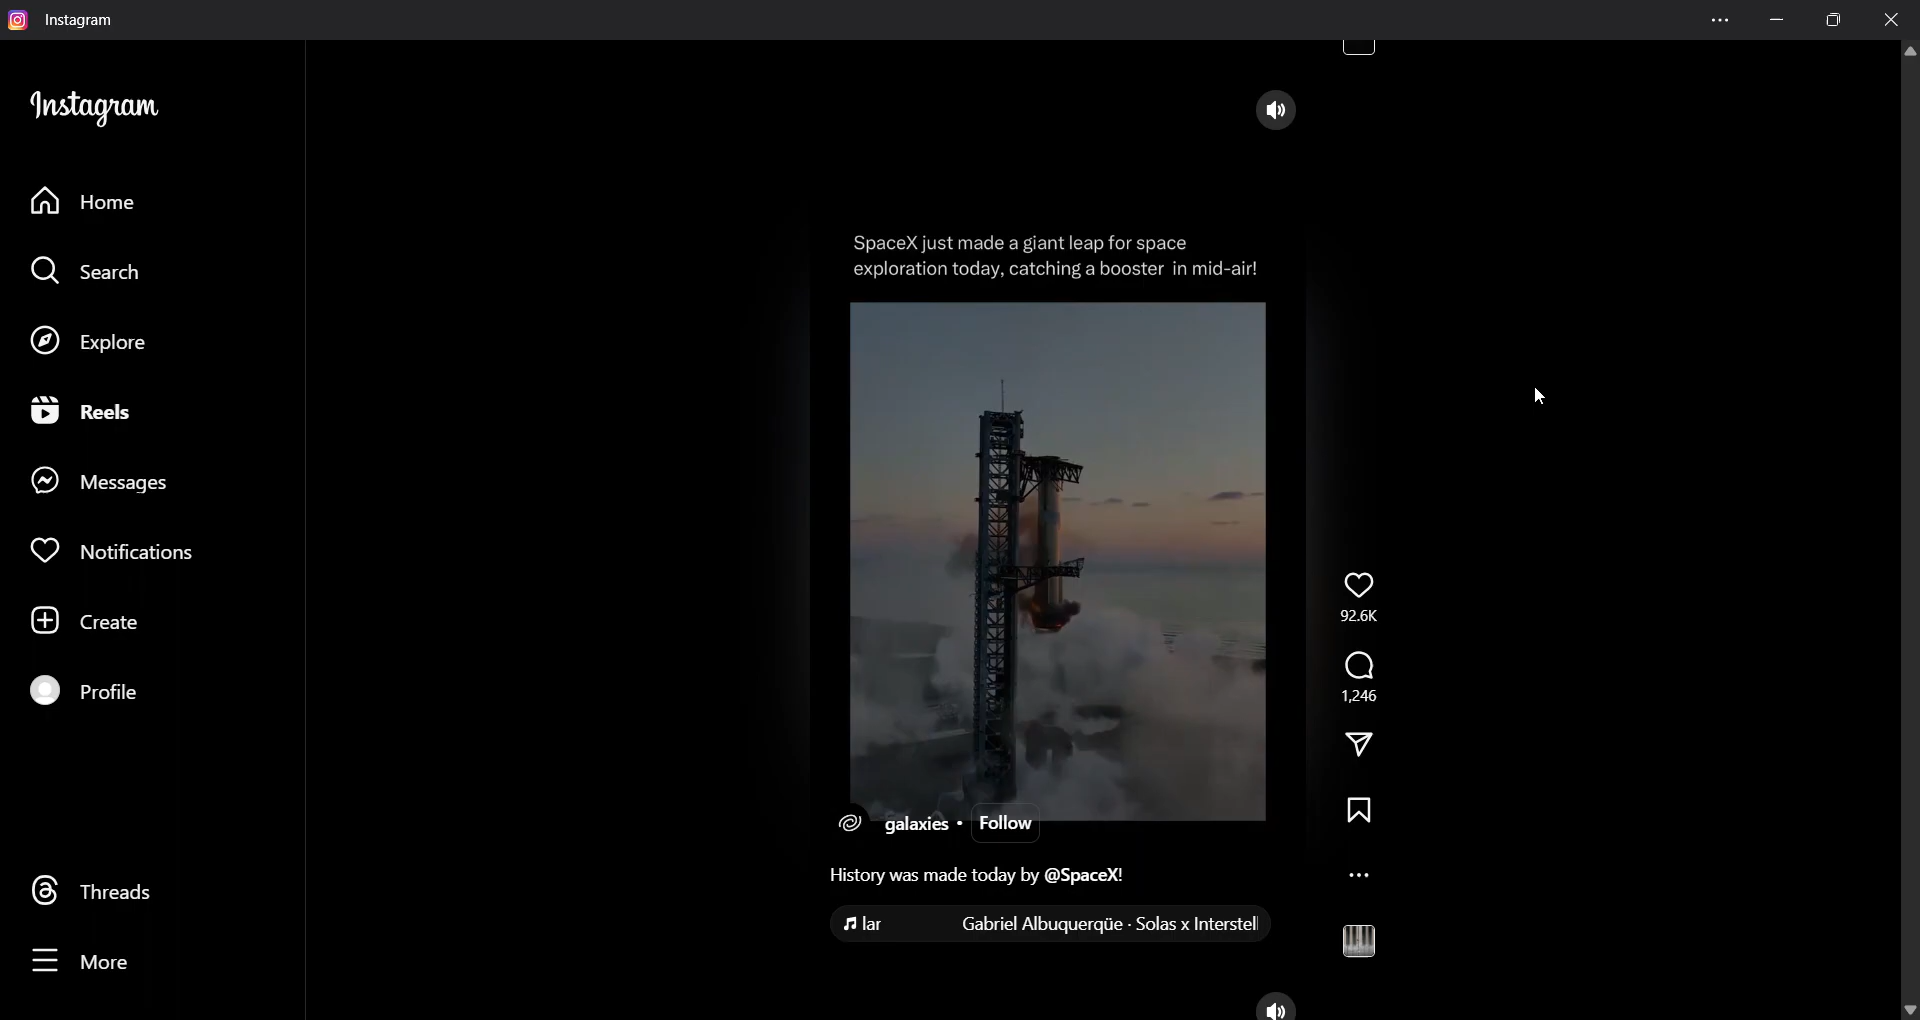 Instagram
Instagram
Home
Search
Explore
Reels
Messages
Notifications
Create
Profile
Threads
More
SpaceX just made a giant leap for space
exploration today, catching a booster in mid-air!
92.6K
1,246
galaxies • Follow
History was made today by @SpaceX!
lar Gabriel Albuquerqüe · Solas x Interstell